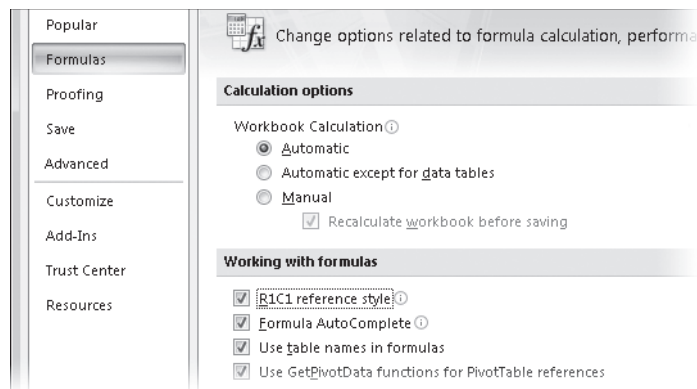 Popular
Formulas
Proofing
Save
Advanced
Customize
Add-Ins
Trust Center
Resources
fx
Change options related to formula calculation, performa
Calculation options
Workbook Calculation
Automatic
Automatic except for data tables
Manual
Recalculate workbook before saving
Working with formulas
R1C1 reference style
Formula AutoComplete
Use table names in formulas
Use GetPivotData functions for PivotTable references